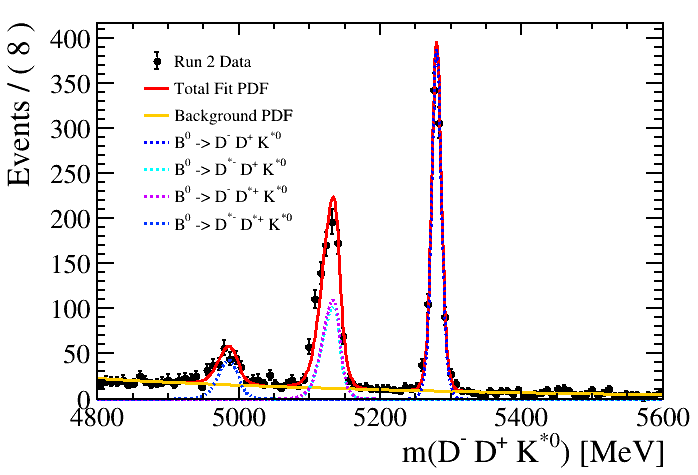 Events / ( 8 )
400
350
300
250
200
150
100
50
0
Run 2 Data
Total Fit PDF
Background PDF
B⁰ -> D⁻ D⁺ K*⁰
B⁰ -> D*⁻ D⁺ K*⁰
B⁰ -> D⁻ D*⁺ K*⁰
B⁰ -> D*⁻ D*⁺ K*⁰
4800 5000 5200 5400 5600
m(D⁻ D⁺ K*⁰) [MeV]